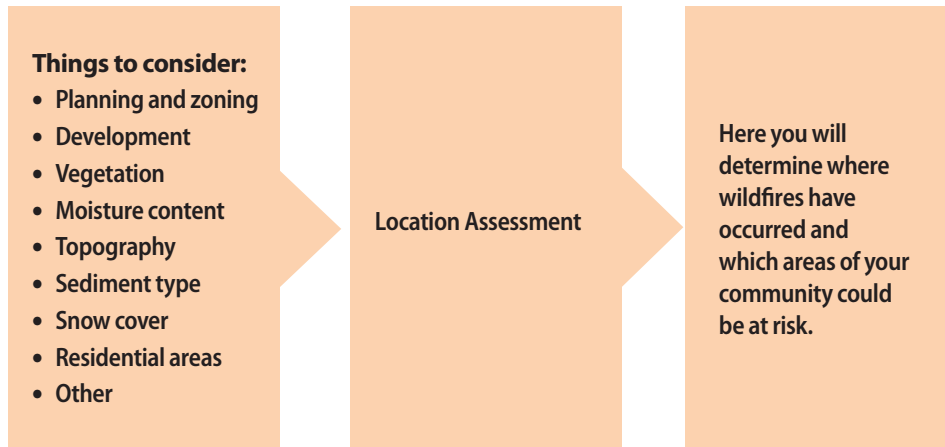 Things to consider:
• Planning and zoning
• Development
• Vegetation
• Moisture content
• Topography
• Sediment type
• Snow cover
• Residential areas
• Other
Location Assessment
Here you will
determine where
wildfires have
occurred and
which areas of your
community could
be at risk.